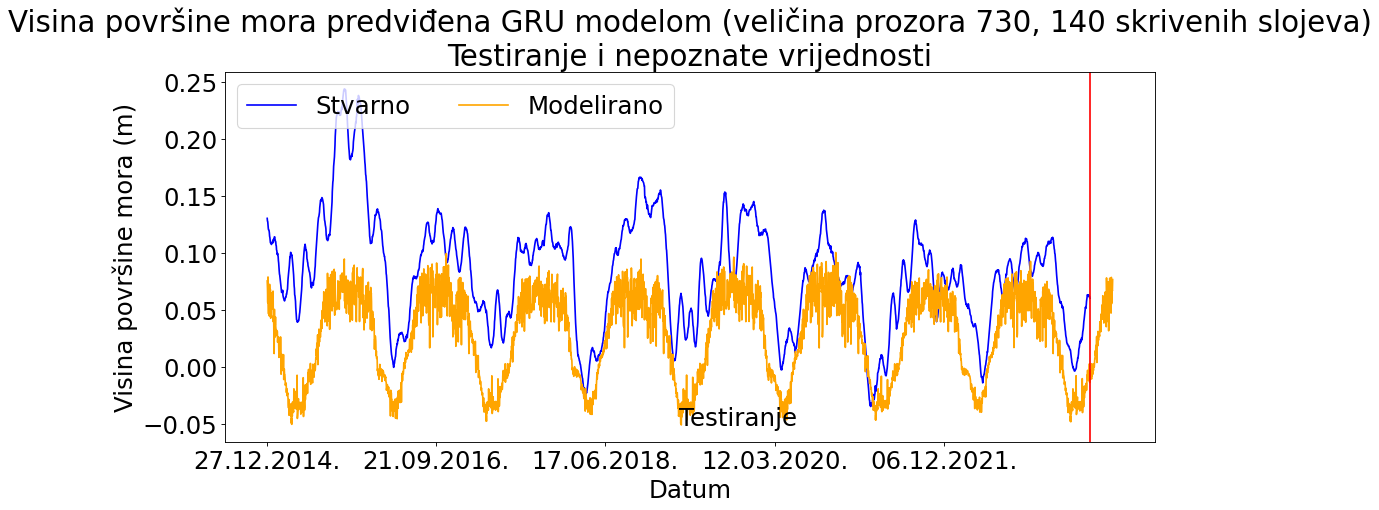 Visina površine mora predviđena GRU modelom (veličina prozora 730, 140 skrivenih slojeva)
Testiranje i nepoznate vrijednosti
Stvarno Modelirano
Visina površine mora (m)
0.25
0.20
0.15
0.10
0.05
0.00
−0.05
Testiranje
27.12.2014. 21.09.2016. 17.06.2018. 12.03.2020. 06.12.2021.
Datum